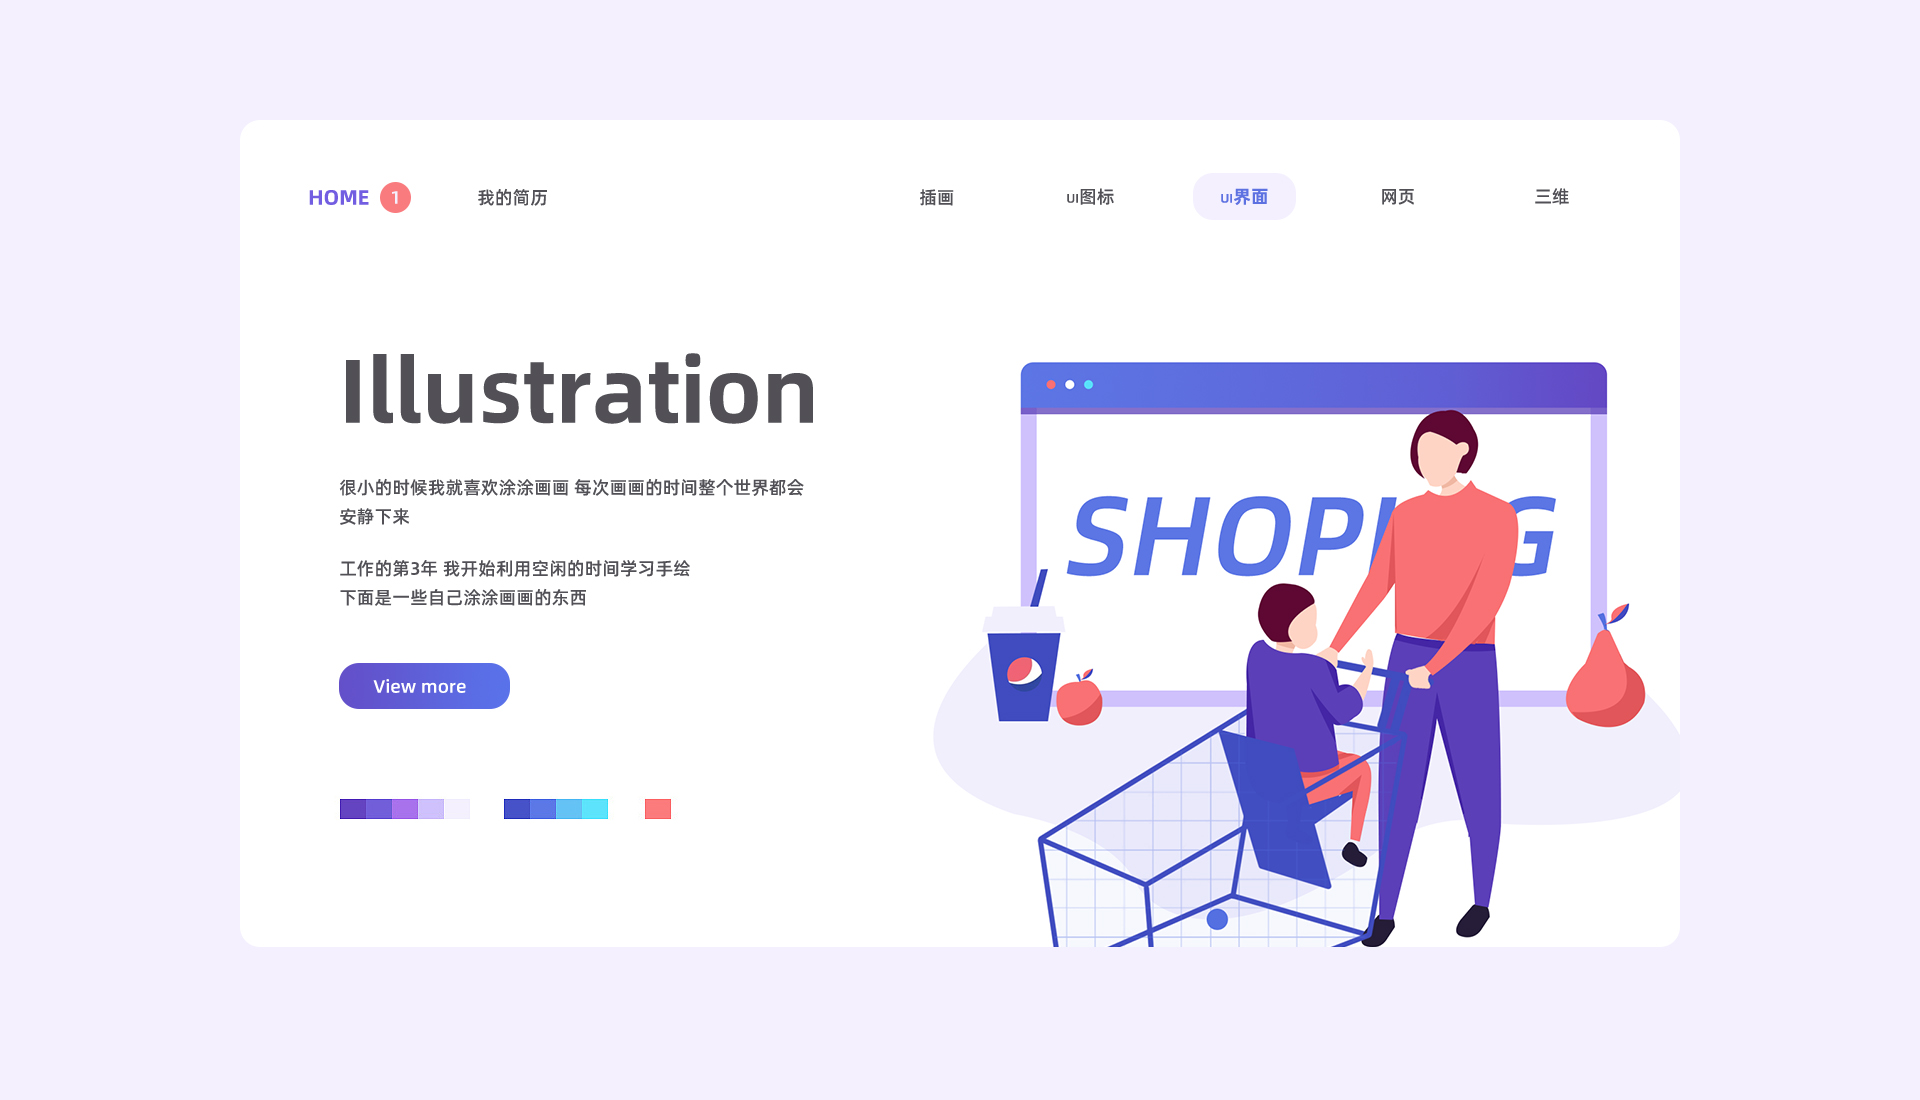 HOME 1 我的简历 插画 UI图标 UI界面 网页 三维
Illustration
很小的时候我就喜欢涂涂画画 每次画画的时间整个世界都会
安静下来
工作的第3年 我开始利用空闲的时间学习手绘
下面是一些自己涂涂画画的东西
View more
SHOPI G